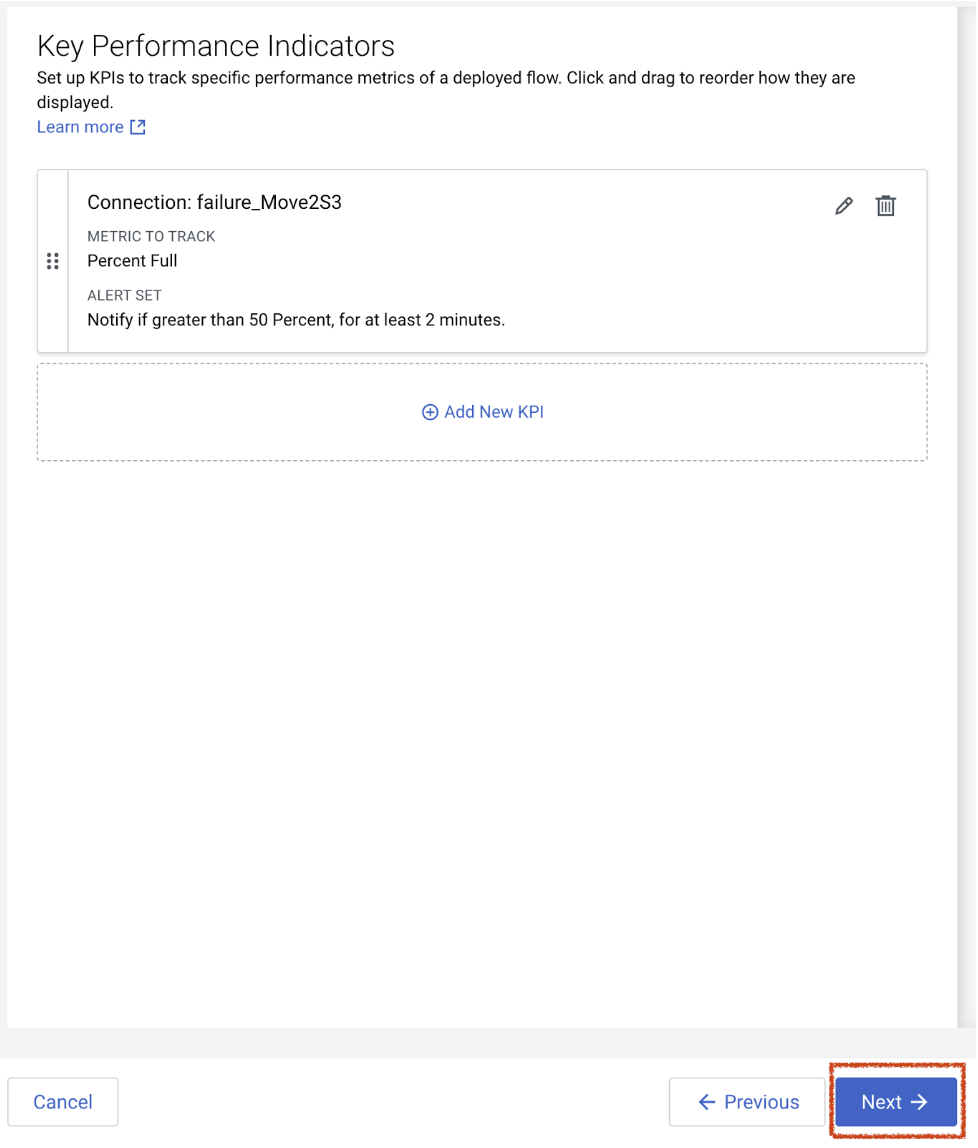 Key Performance Indicators
Set up KPIs to track specific performance metrics of a deployed flow. Click and drag to reorder how they are
displayed.
Learn more
Connection: failure_Move2S3
METRIC TO TRACK
Percent Full
ALERT SET
Notify if greater than 50 Percent, for at least 2 minutes.
Add New KPI
Cancel
Previous
Next